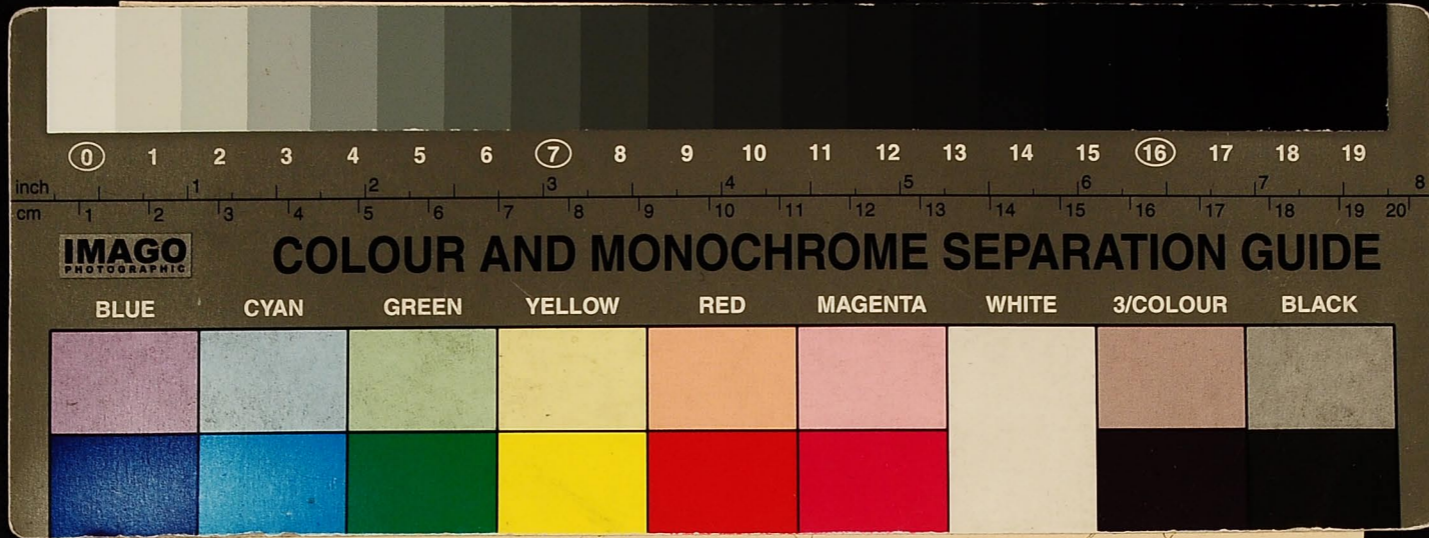 0 1 2 3 4 5 6 7 8 9 10 11 12 13 14 15 16 17 18 19
inch 1 2 3 4 5 6 7 8
cm 1 2 3 4 5 6 7 8 9 10 11 12 13 14 15 16 17 18 19 20
IMAGO
PHOTOGRAPHIC
COLOUR AND MONOCHROME SEPARATION GUIDE
BLUE CYAN GREEN YELLOW RED MAGENTA WHITE 3/COLOUR BLACK